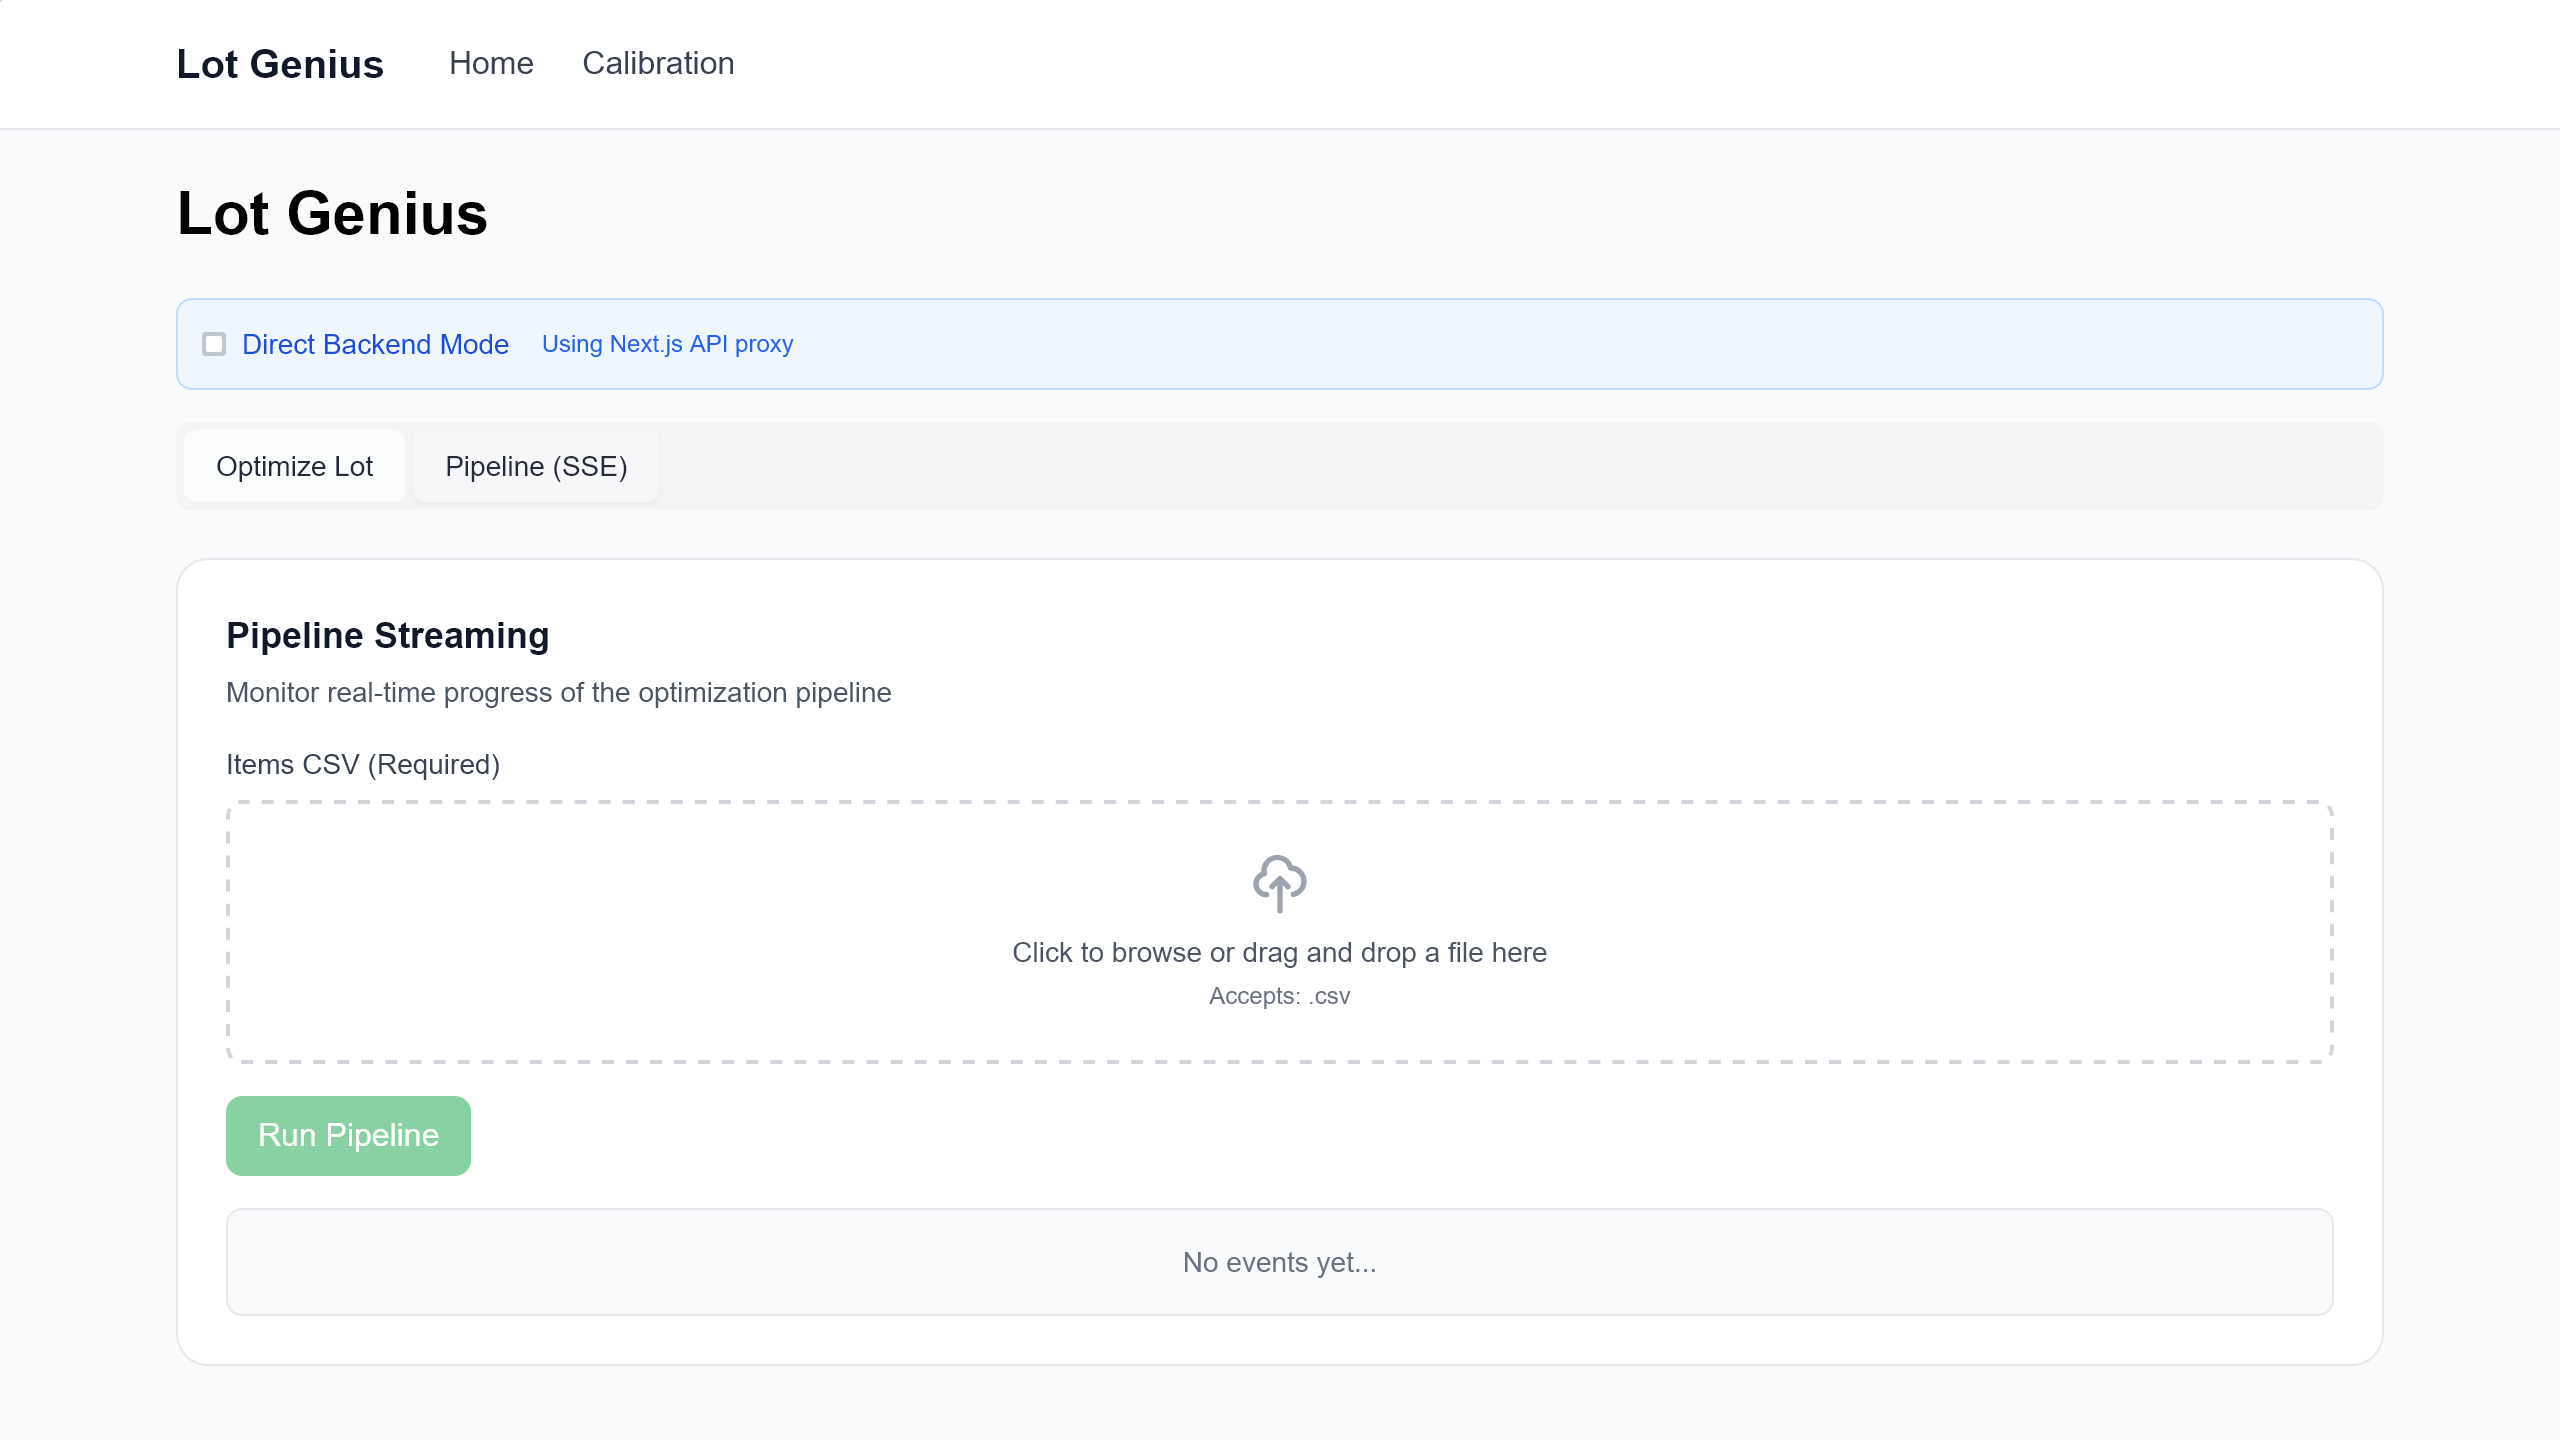 Lot Genius Home Calibration
Lot Genius
Direct Backend Mode Using Next.js API proxy
Optimize Lot Pipeline (SSE)
Pipeline Streaming
Monitor real-time progress of the optimization pipeline
Items CSV (Required)
Click to browse or drag and drop a file here
Accepts: .csv
Run Pipeline
No events yet...